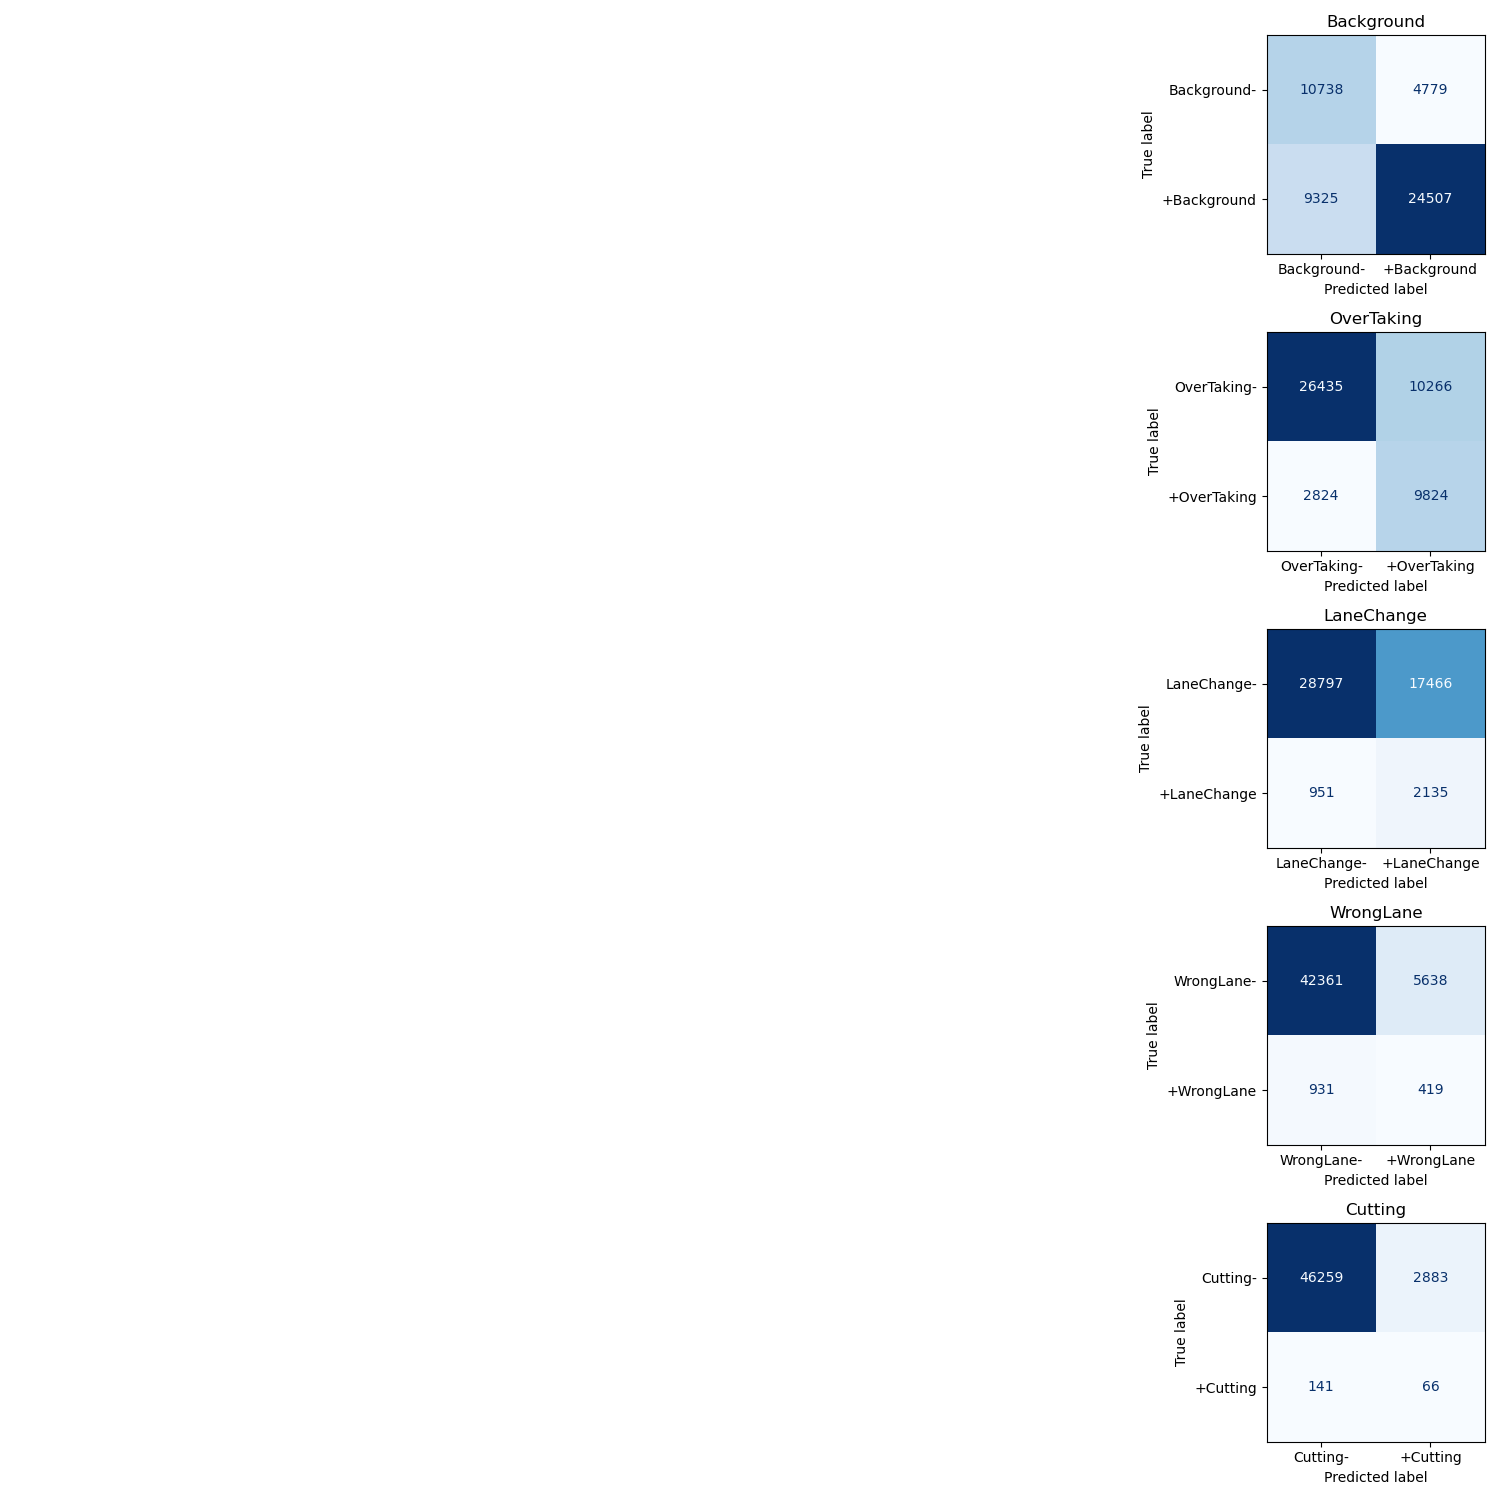 Background
Background- 10738 4779
True label
+Background 9325 24507
Background- +Background
Predicted label
OverTaking
OverTaking- 26435 10266
True label
+OverTaking 2824 9824
OverTaking- +OverTaking
Predicted label
LaneChange
LaneChange- 28797 17466
True label
+LaneChange 951 2135
LaneChange- +LaneChange
Predicted label
WrongLane
WrongLane- 42361 5638
True label
+WrongLane 931 419
WrongLane- +WrongLane
Predicted label
Cutting
Cutting- 46259 2883
True label
+Cutting 141 66
Cutting- +Cutting
Predicted label